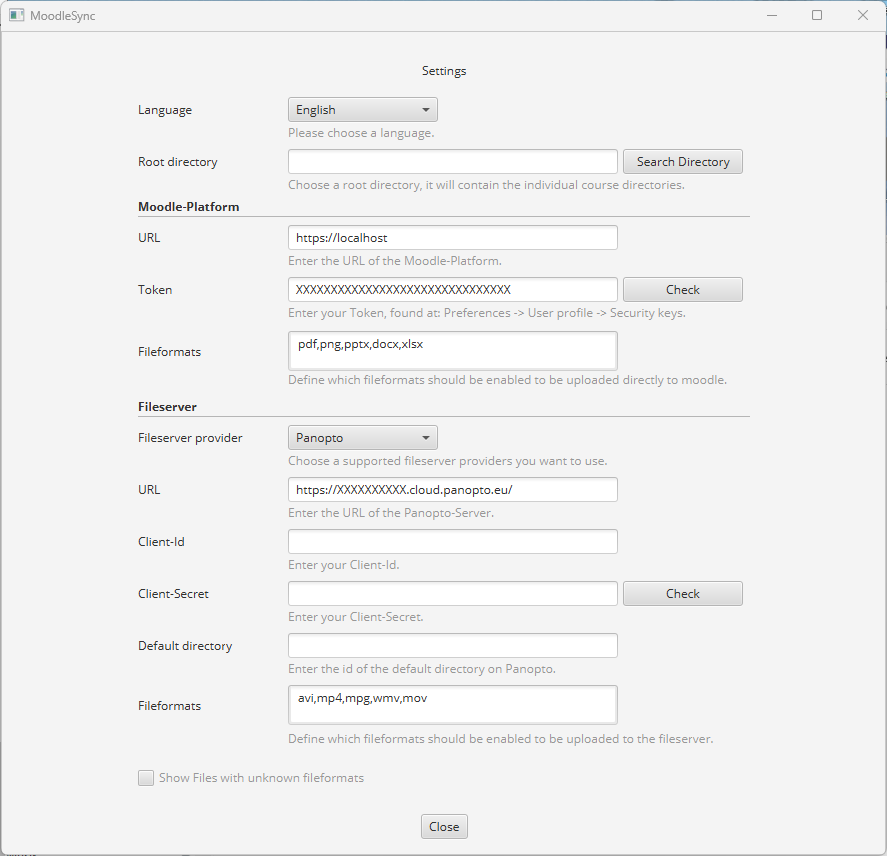 MoodleSync
Settings
Language
English
Please choose a language.
Root directory
Search Directory
Choose a root directory, it will contain the individual course directories.
Moodle-Platform
URL
https://localhost
Enter the URL of the Moodle-Platform.
Token
XXXXXXXXXXXXXXXXXXXXXXXXXXXXXXX
Check
Enter your Token, found at: Preferences -> User profile -> Security keys.
Fileformats
pdf,png,pptx,docx,xlsx
Define which fileformats should be enabled to be uploaded directly to moodle.
Fileserver
Fileserver provider
Panopto
Choose a supported fileserver providers you want to use.
URL
https://XXXXXXXXXX.cloud.panopto.eu/
Enter the URL of the Panopto-Server.
Client-Id
Enter your Client-Id.
Client-Secret
Check
Enter your Client-Secret.
Default directory
Enter the id of the default directory on Panopto.
Fileformats
avi,mp4,mpg,wmv,mov
Define which fileformats should be enabled to be uploaded to the fileserver.
Show Files with unknown fileformats
Close